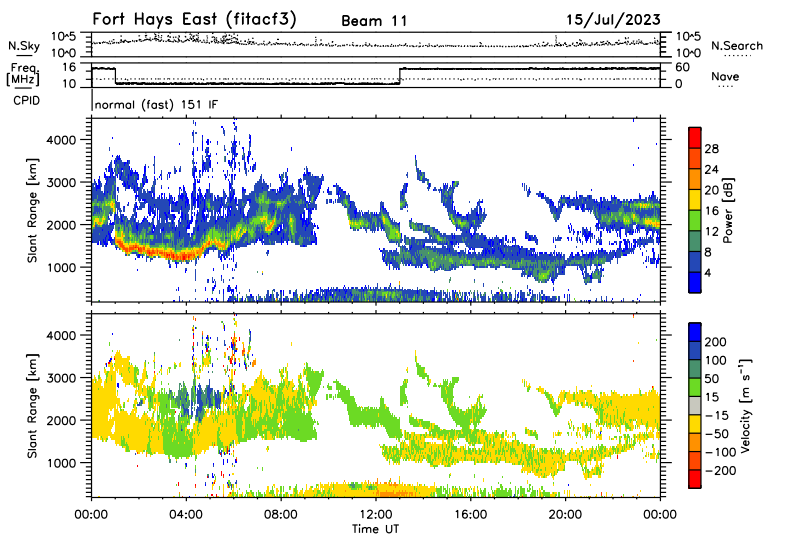 Fort Hays East (fitacf3) Beam 11 15/Jul/2023
N.Sky 10^5 10^0 10^5 10^0 N.Search
Freq. [MHz] 16 10 60 0 Nave
CPID normal (fast) 151 IF
Slant Range [km]
4000
3000
2000
1000
Power [dB]
28
24
20
16
12
8
4
Slant Range [km]
4000
3000
2000
1000
Velocity [m s⁻¹]
200
100
50
15
-15
-50
-100
-200
00:00 04:00 08:00 12:00 16:00 20:00 00:00
Time UT